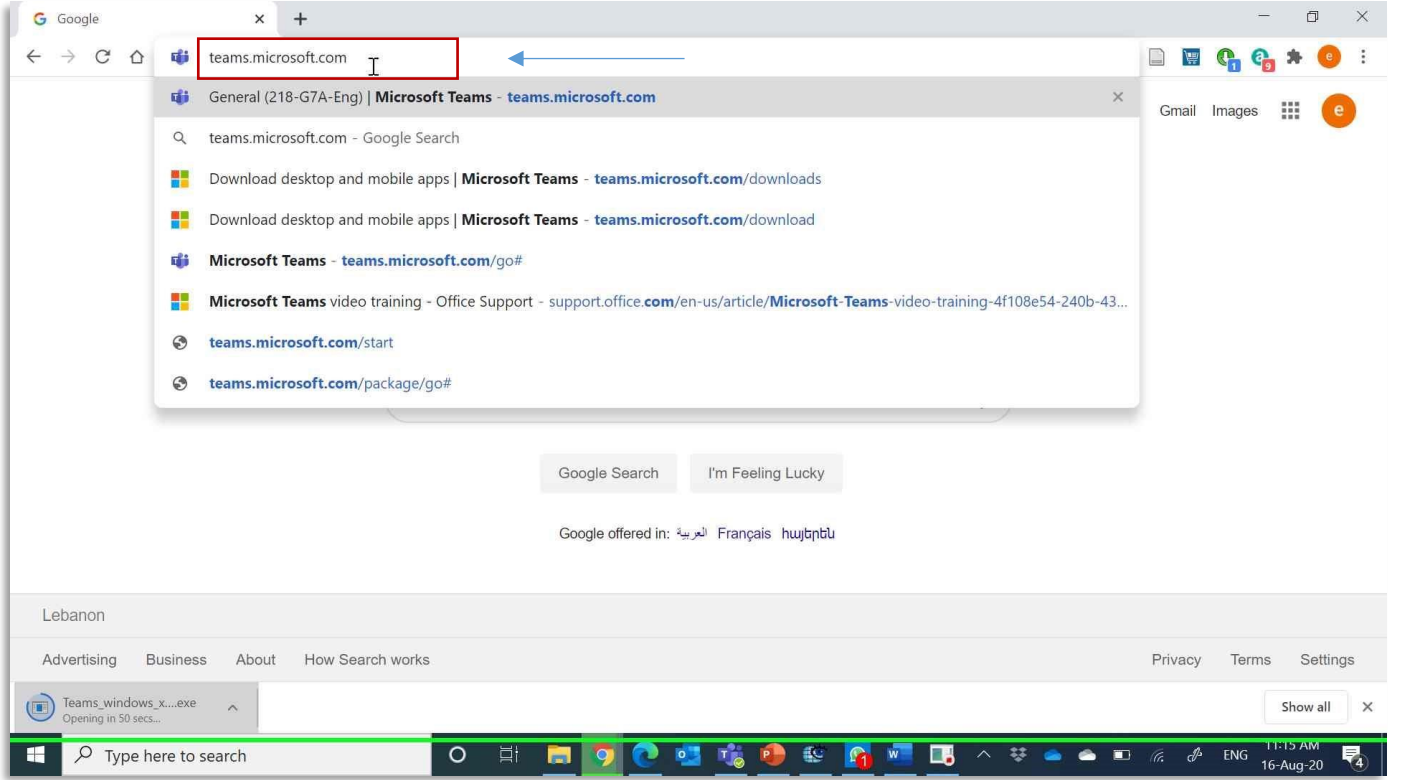 Google
teams.microsoft.com
General (218-G7A-Eng) | Microsoft Teams - teams.microsoft.com
teams.microsoft.com - Google Search
Download desktop and mobile apps | Microsoft Teams - teams.microsoft.com/downloads
Download desktop and mobile apps | Microsoft Teams - teams.microsoft.com/download
Microsoft Teams - teams.microsoft.com/go#
Microsoft Teams video training - Office Support - support.office.com/en-us/article/Microsoft-Teams-video-training-4f108e54-240b-43...
teams.microsoft.com/start
teams.microsoft.com/package/go#
1
9
e
Gmail Images
e
Google Search I'm Feeling Lucky
Google offered in: العربية Français հայերեն
Lebanon
Advertising Business About How Search works Privacy Terms Settings
Teams_windows_x....exe
Opening in 50 secs...
Show all
Type here to search
1
ENG
11:15 AM
16-Aug-20
4